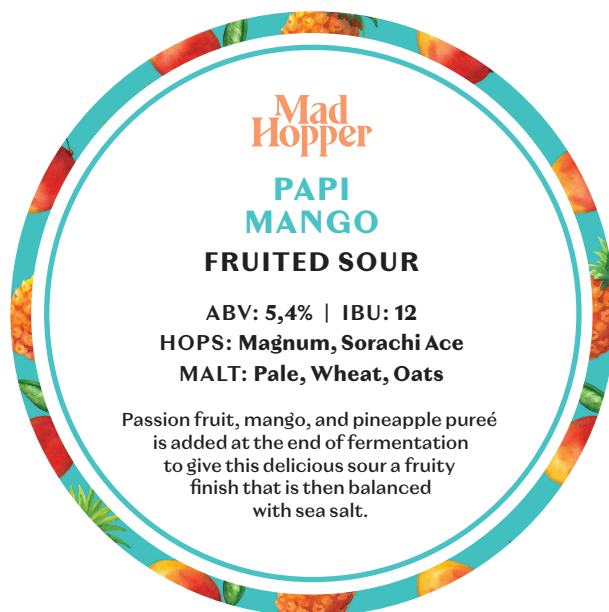 Mad
Hopper
PAPI
MANGO
FRUITED SOUR
ABV: 5,4% | IBU: 12
HOPS: Magnum, Sorachi Ace
MALT: Pale, Wheat, Oats
Passion fruit, mango, and pineapple pureé
is added at the end of fermentation
to give this delicious sour a fruity
finish that is then balanced
with sea salt.